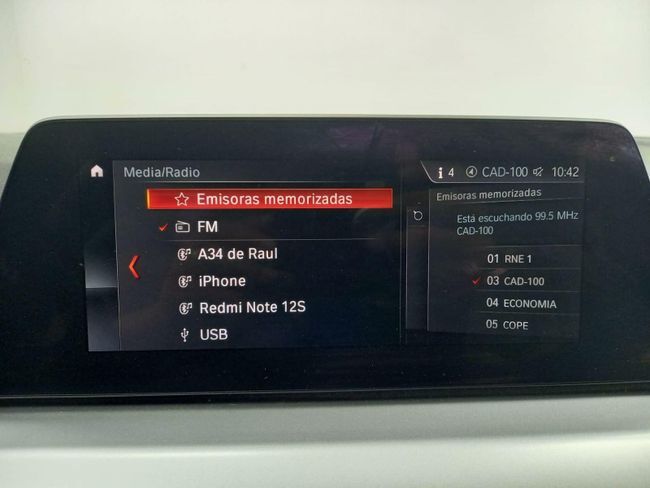 Media/Radio
4 CAD-100 10:42
Emisoras memorizadas
FM
A34 de Raul
iPhone
Redmi Note 12S
USB
Emisoras memorizadas
Está escuchando 99.5 MHz
CAD-100
01 RNE 1
03 CAD-100
04 ECONOMIA
05 COPE